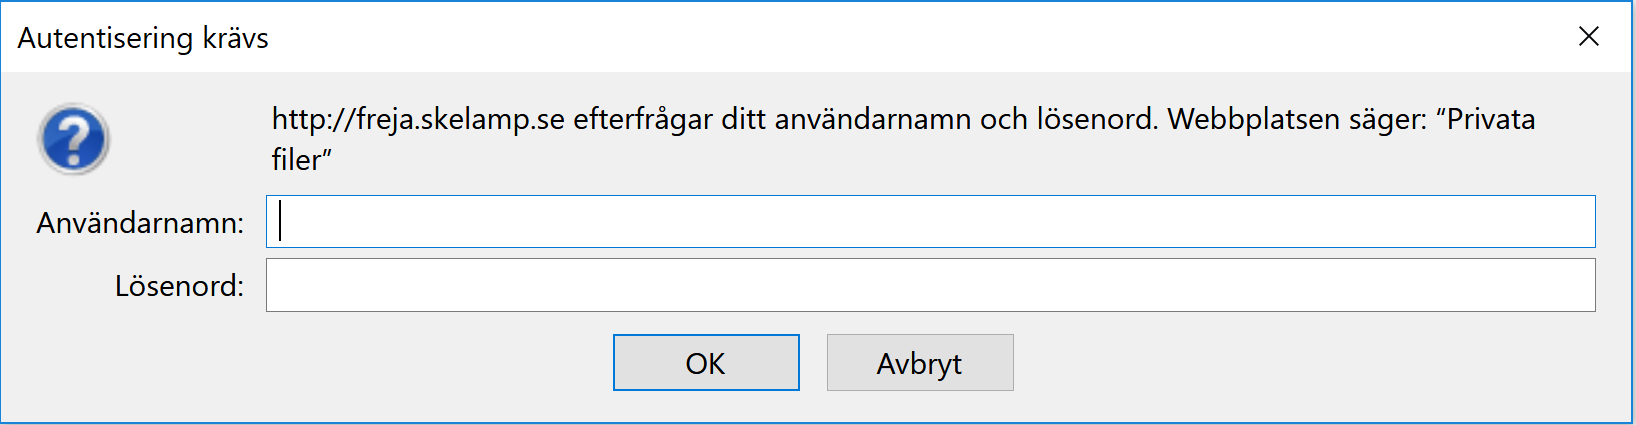 Autentisering krävs
http://freja.skelamp.se efterfrågar ditt användarnamn och lösenord. Webbplatsen säger: “Privata
filer”
Användarnamn:
Lösenord:
OK
Avbryt